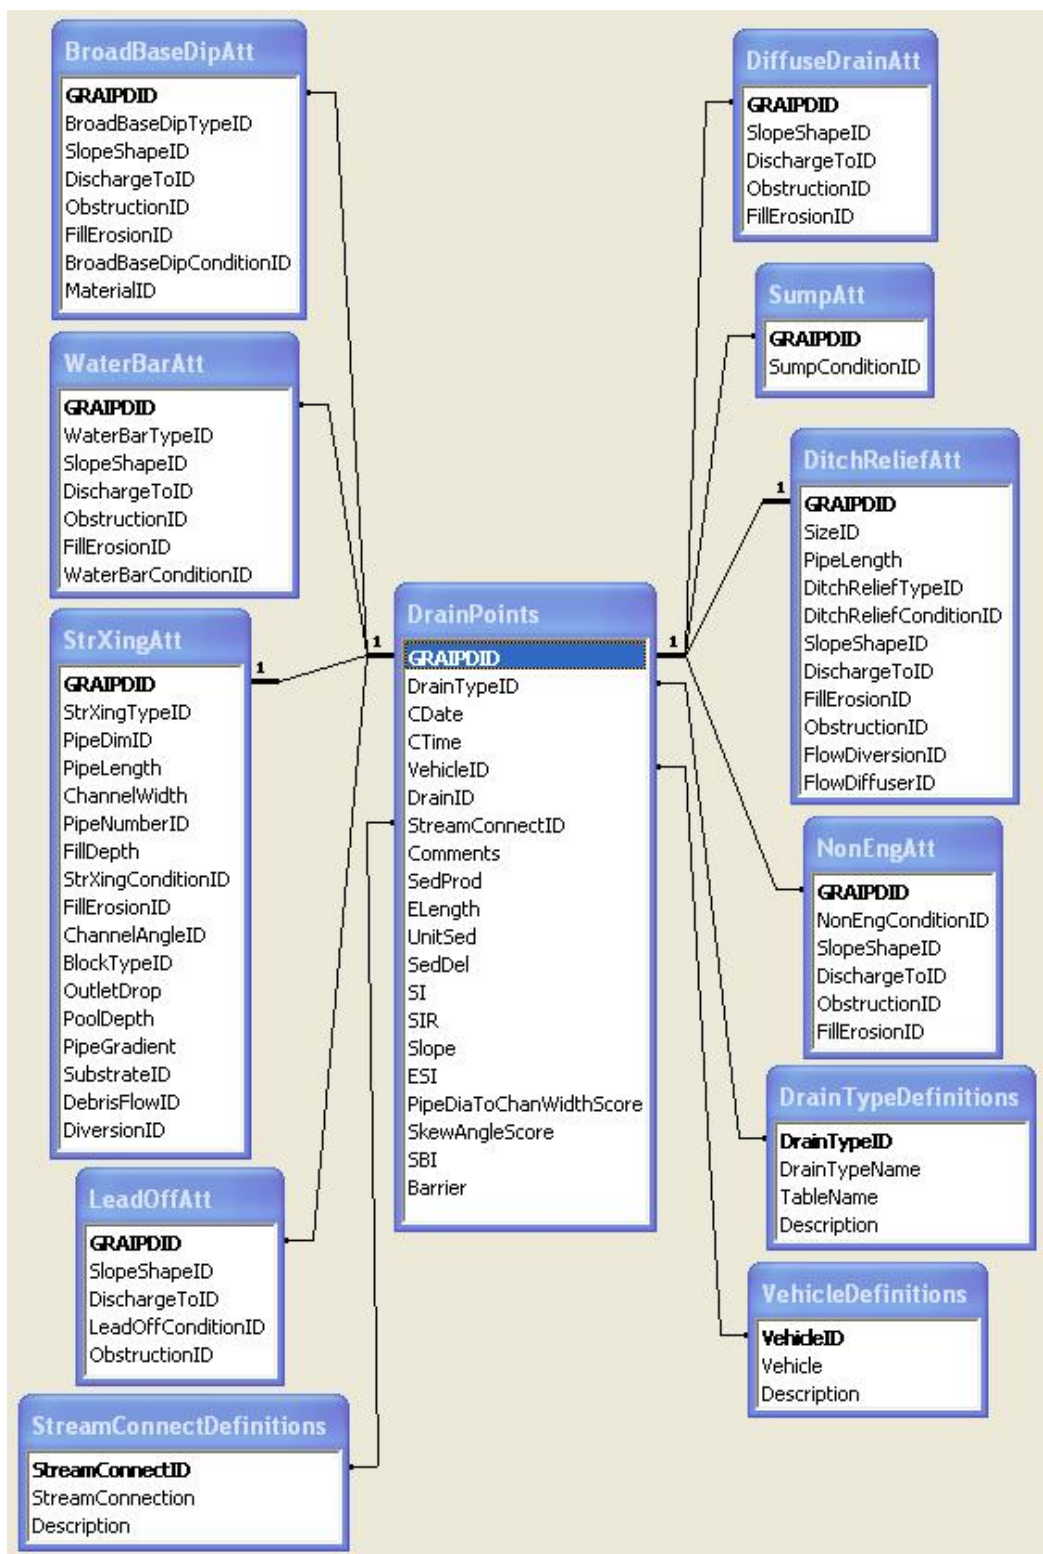 BroadBaseDipAtt
GRAIPDID
BroadBaseDipTypeID
SlopeShapeID
DischargeToID
ObstructionID
FillErosionID
BroadBaseDipConditionID
MaterialID
WaterBarAtt
GRAIPDID
WaterBarTypeID
SlopeShapeID
DischargeToID
ObstructionID
FillErosionID
WaterBarConditionID
StrXingAtt
1
GRAIPDID
StrXingTypeID
PipeDimID
PipeLength
ChannelWidth
PipeNumberID
FillDepth
StrXingConditionID
FillErosionID
ChannelAngleID
BlockTypeID
OutletDrop
PoolDepth
PipeGradient
SubstrateID
DebrisFlowID
DiversionID
LeadOffAtt
GRAIPDID
SlopeShapeID
DischargeToID
LeadOffConditionID
ObstructionID
StreamConnectDefinitions
StreamConnectID
StreamConnection
Description
DrainPoints
1
1
GRAIPDID
DrainTypeID
CDate
CTime
VehicleID
DrainID
StreamConnectID
Comments
SedProd
ELength
UnitSed
SedDel
SI
SIR
Slope
ESI
PipeDiaToChanWidthScore
SkewAngleScore
SBI
Barrier
DiffuseDrainAtt
GRAIPDID
SlopeShapeID
DischargeToID
ObstructionID
FillErosionID
SumpAtt
GRAIPDID
SumpConditionID
DitchReliefAtt
1
GRAIPDID
SizeID
PipeLength
DitchReliefTypeID
DitchReliefConditionID
SlopeShapeID
DischargeToID
FillErosionID
ObstructionID
FlowDiversionID
FlowDiffuserID
NonEngAtt
GRAIPDID
NonEngConditionID
SlopeShapeID
DischargeToID
ObstructionID
FillErosionID
DrainTypeDefinitions
DrainTypeID
DrainTypeName
TableName
Description
VehicleDefinitions
VehicleID
Vehicle
Description